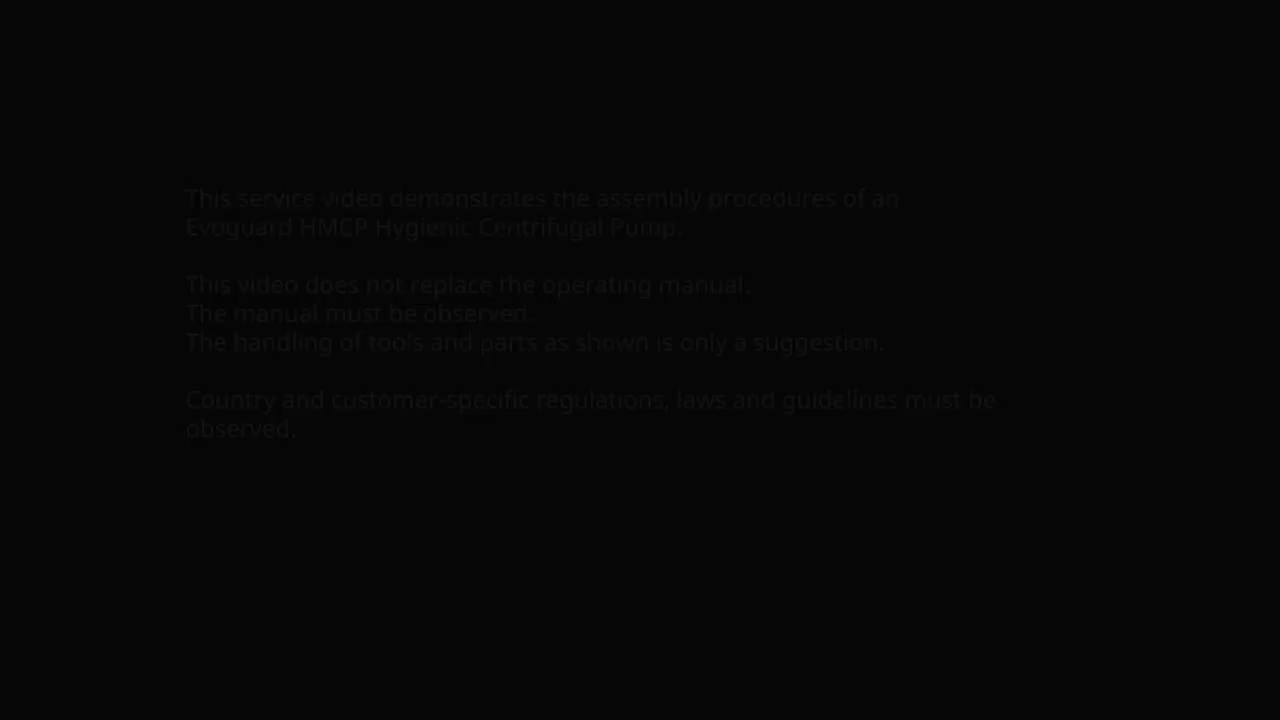 This service video demonstrates the assembly procedures of an
Evoguard HMCP Hygienic Centrifugal Pump.
This video does not replace the operating manual.
The manual must be observed.
The handling of tools and parts as shown is only a suggestion.
Country and customer-specific regulations, laws and guidelines must be
observed.